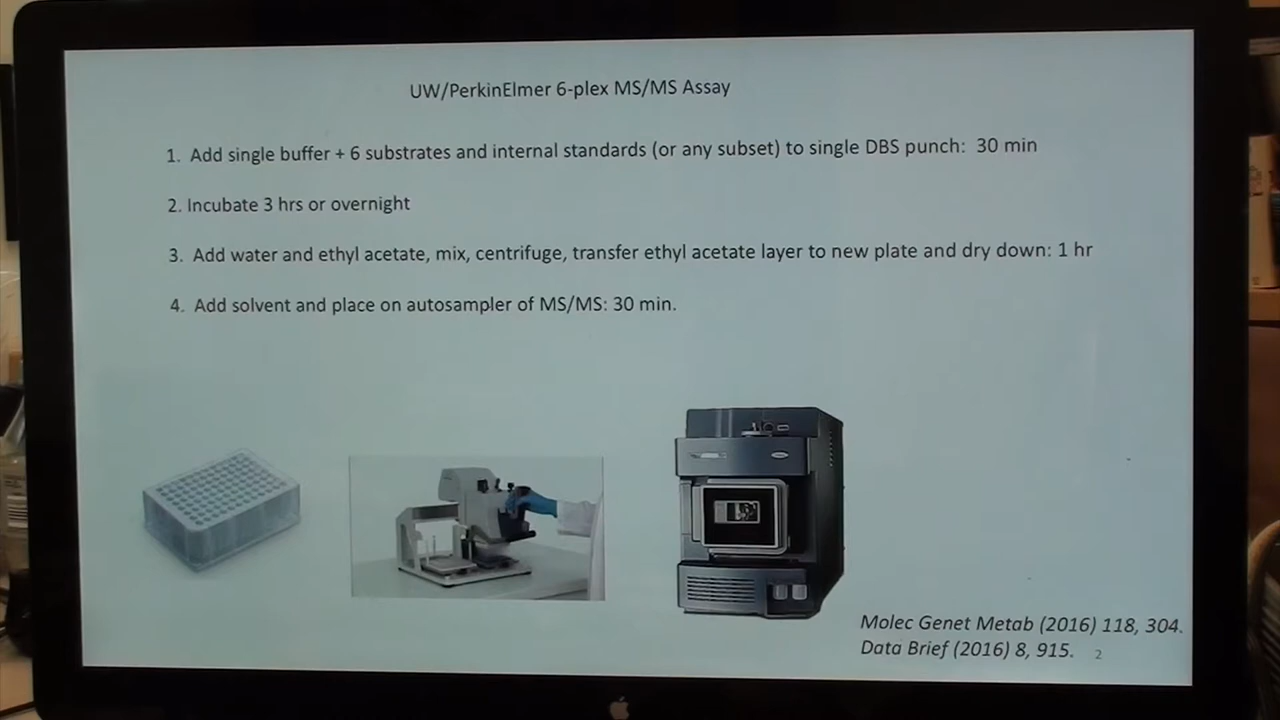 UW/PerkinElmer 6-plex MS/MS Assay
1. Add single buffer + 6 substrates and internal standards (or any subset) to single DBS punch: 30 min
2. Incubate 3 hrs or overnight
3. Add water and ethyl acetate, mix, centrifuge, transfer ethyl acetate layer to new plate and dry down: 1 hr
4. Add solvent and place on autosampler of MS/MS: 30 min.
Molec Genet Metab (2016) 118, 304.
Data Brief (2016) 8, 915.
2